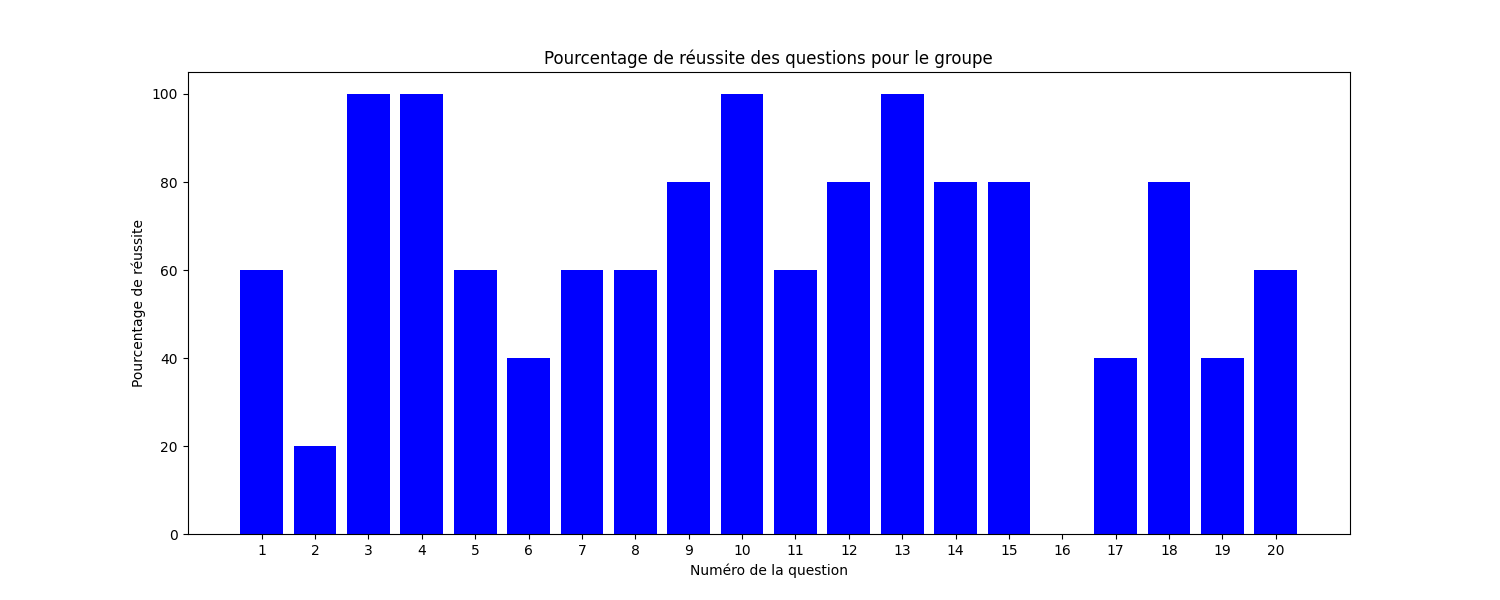 Pourcentage de réussite des questions pour le groupe
Pourcentage de réussite
100
80
60
40
20
0
1 2 3 4 5 6 7 8 9 10 11 12 13 14 15 16 17 18 19 20
Numéro de la question